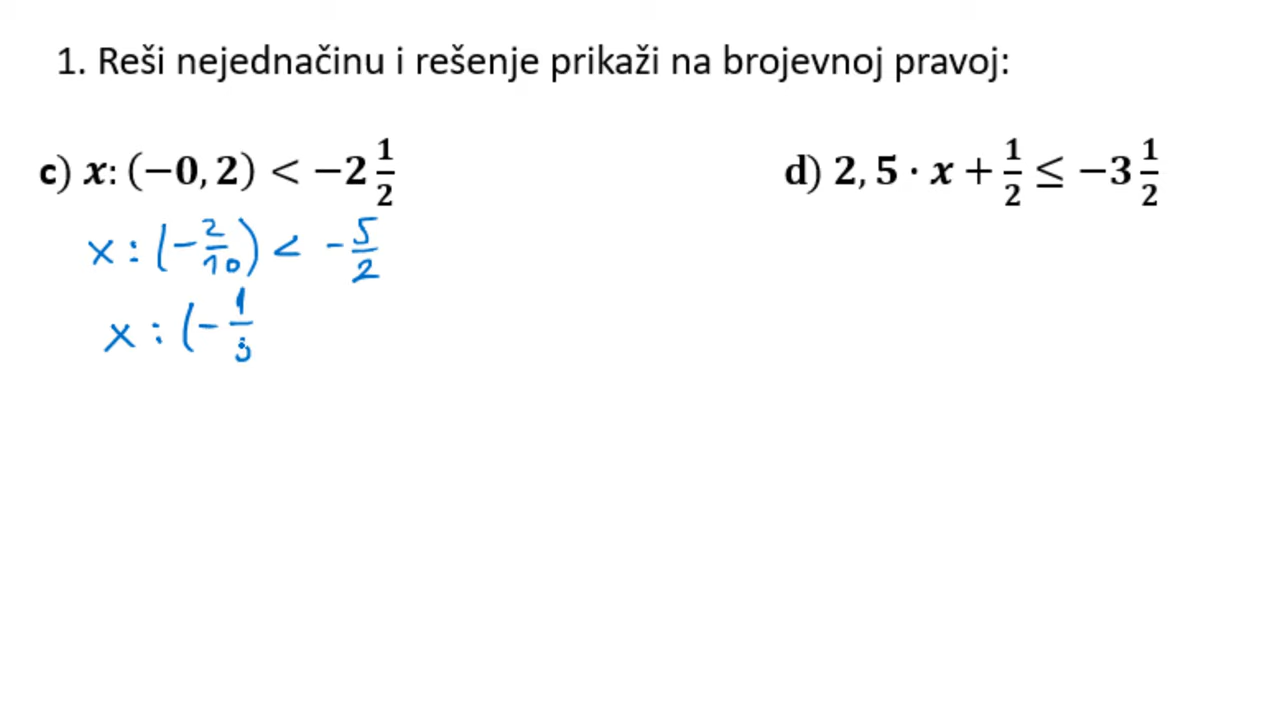 1. Reši nejednačinu i rešenje prikaži na brojevnoj pravoj:
c) x: (−0, 2) < −2 1/2
d) 2, 5 · x + 1/2 ≤ −3 1/2
x : (− 2/10) < − 5/2
x : (− 1/5